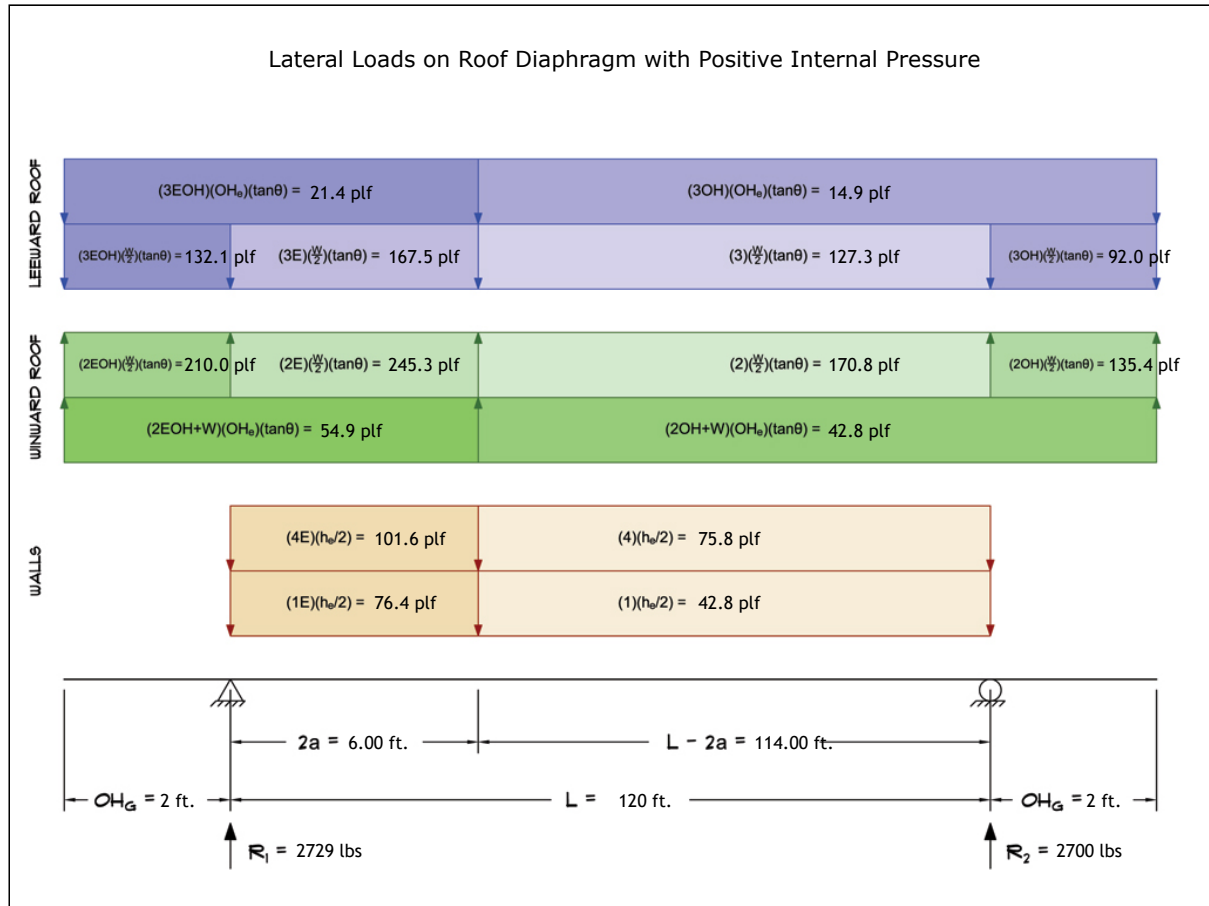 Lateral Loads on Roof Diaphragm with Positive Internal Pressure
LEEWARD ROOF
(3EOH)(OHₑ)(tanθ) = 21.4 plf
(3OH)(OHₑ)(tanθ) = 14.9 plf
(3EOH)(W/2)(tanθ) = 132.1 plf
(3E)(W/2)(tanθ) = 167.5 plf
(3)(W/2)(tanθ) = 127.3 plf
(3OH)(W/2)(tanθ) = 92.0 plf
WINWARD ROOF
(2EOH)(W/2)(tanθ) = 210.0 plf
(2E)(W/2)(tanθ) = 245.3 plf
(2)(W/2)(tanθ) = 170.8 plf
(2OH)(W/2)(tanθ) = 135.4 plf
(2EOH+W)(OHₑ)(tanθ) = 54.9 plf
(2OH+W)(OHₑ)(tanθ) = 42.8 plf
WALLS
(4E)(hₑ/2) = 101.6 plf
(4)(hₑ/2) = 75.8 plf
(1E)(hₑ/2) = 76.4 plf
(1)(hₑ/2) = 42.8 plf
2a = 6.00 ft.
L - 2a = 114.00 ft.
OH_G = 2 ft.
L = 120 ft.
OH_G = 2 ft.
R₁ = 2729 lbs
R₂ = 2700 lbs